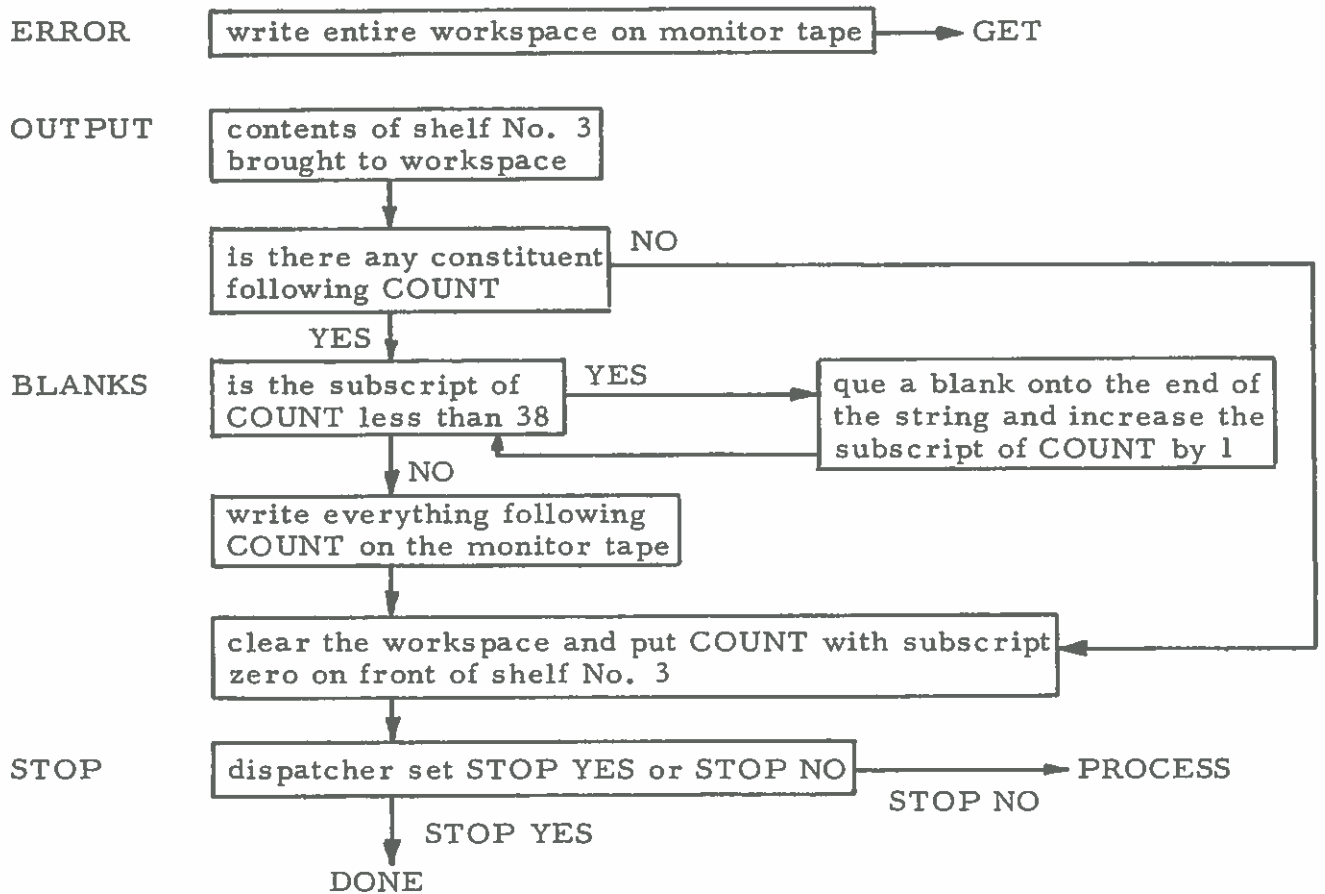 ERROR
write entire workspace on monitor tape
GET
OUTPUT
contents of shelf No. 3
brought to workspace
is there any constituent
following COUNT
NO
YES
BLANKS
is the subscript of
COUNT less than 38
YES
que a blank onto the end of
the string and increase the
subscript of COUNT by 1
NO
write everything following
COUNT on the monitor tape
clear the workspace and put COUNT with subscript
zero on front of shelf No. 3
STOP
dispatcher set STOP YES or STOP NO
PROCESS
STOP NO
STOP YES
DONE